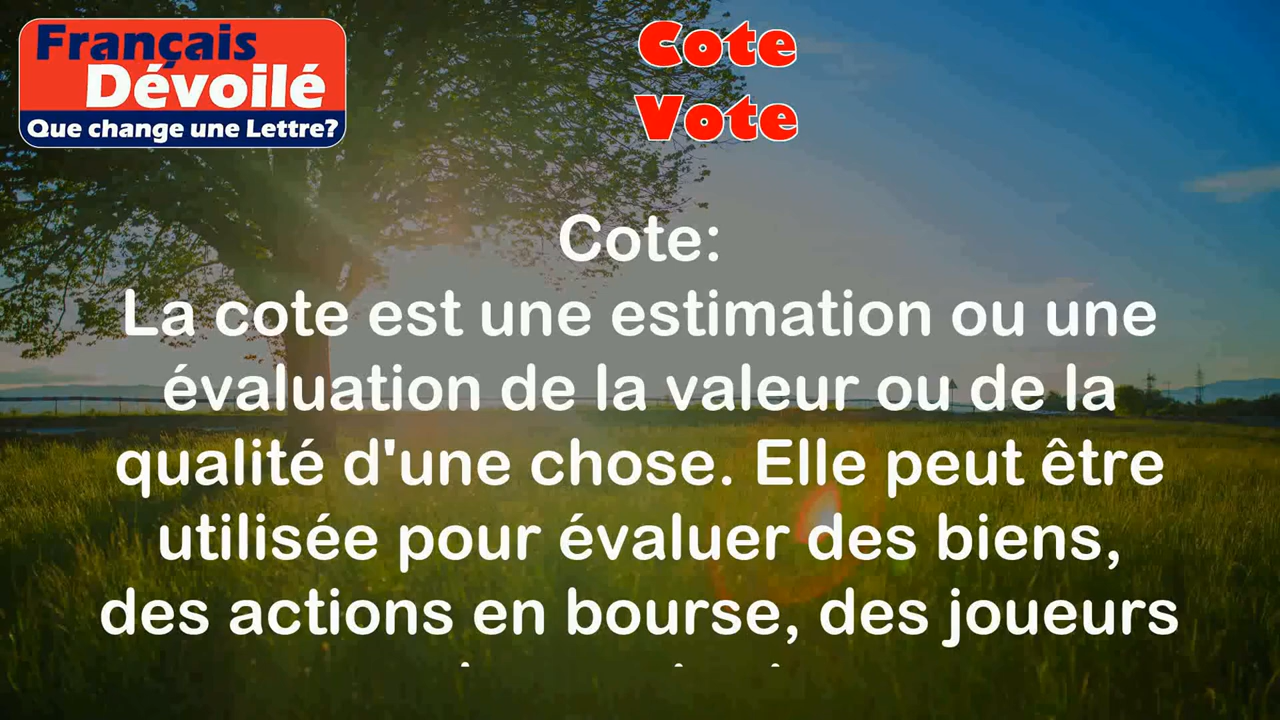 Français
Dévoilé
Que change une Lettre?
Cote
Vote
Cote:
La cote est une estimation ou une
évaluation de la valeur ou de la
qualité d'une chose. Elle peut être
utilisée pour évaluer des biens,
des actions en bourse, des joueurs